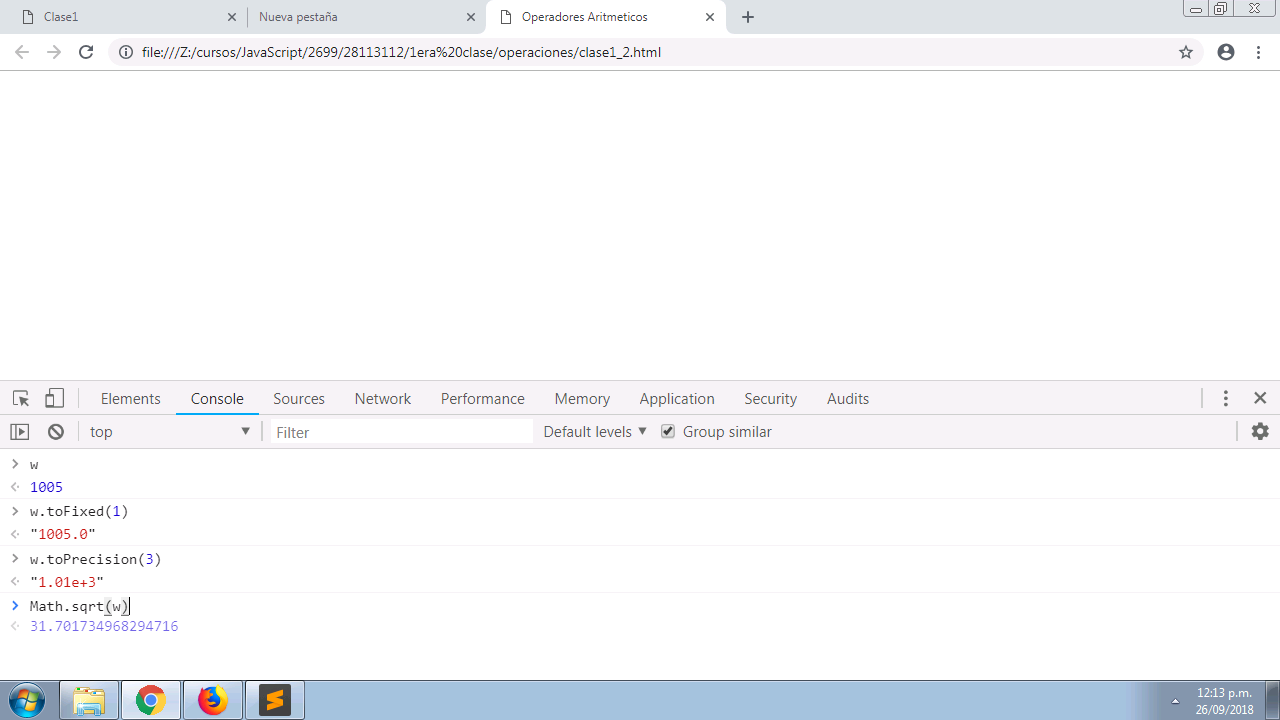 Clase1
Nueva pestaña
Operadores Aritmeticos
file:///Z:/cursos/JavaScript/2699/28113112/1era%20clase/operaciones/clase1_2.html
Elements Console Sources Network Performance Memory Application Security Audits
top Filter Default levels Group similar
w
1005
w.toFixed(1)
"1005.0"
w.toPrecision(3)
"1.01e+3"
Math.sqrt(w)
31.701734968294716
12:13 p.m.
26/09/2018